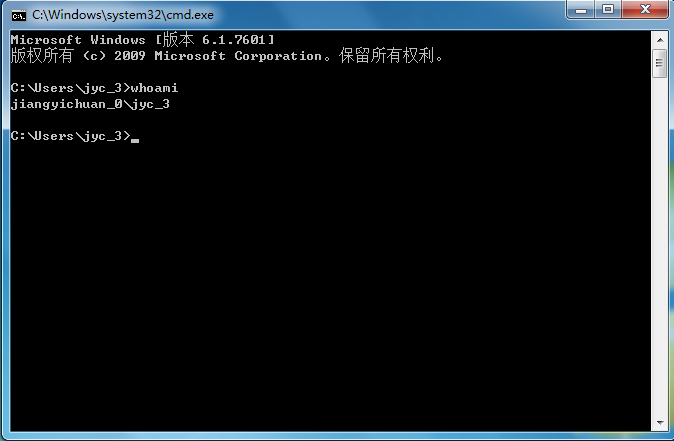 C:\Windows\system32\cmd.exe
Microsoft Windows [版本 6.1.7601]
版权所有 (c) 2009 Microsoft Corporation。保留所有权利。
C:\Users\jyc_3>whoami
jiangyichuan_0\jyc_3
C:\Users\jyc_3>